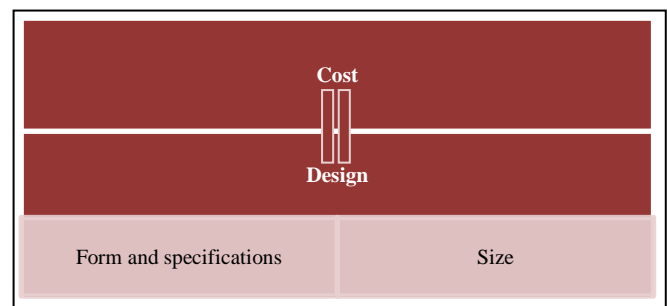 Cost
Design
Form and specifications
Size